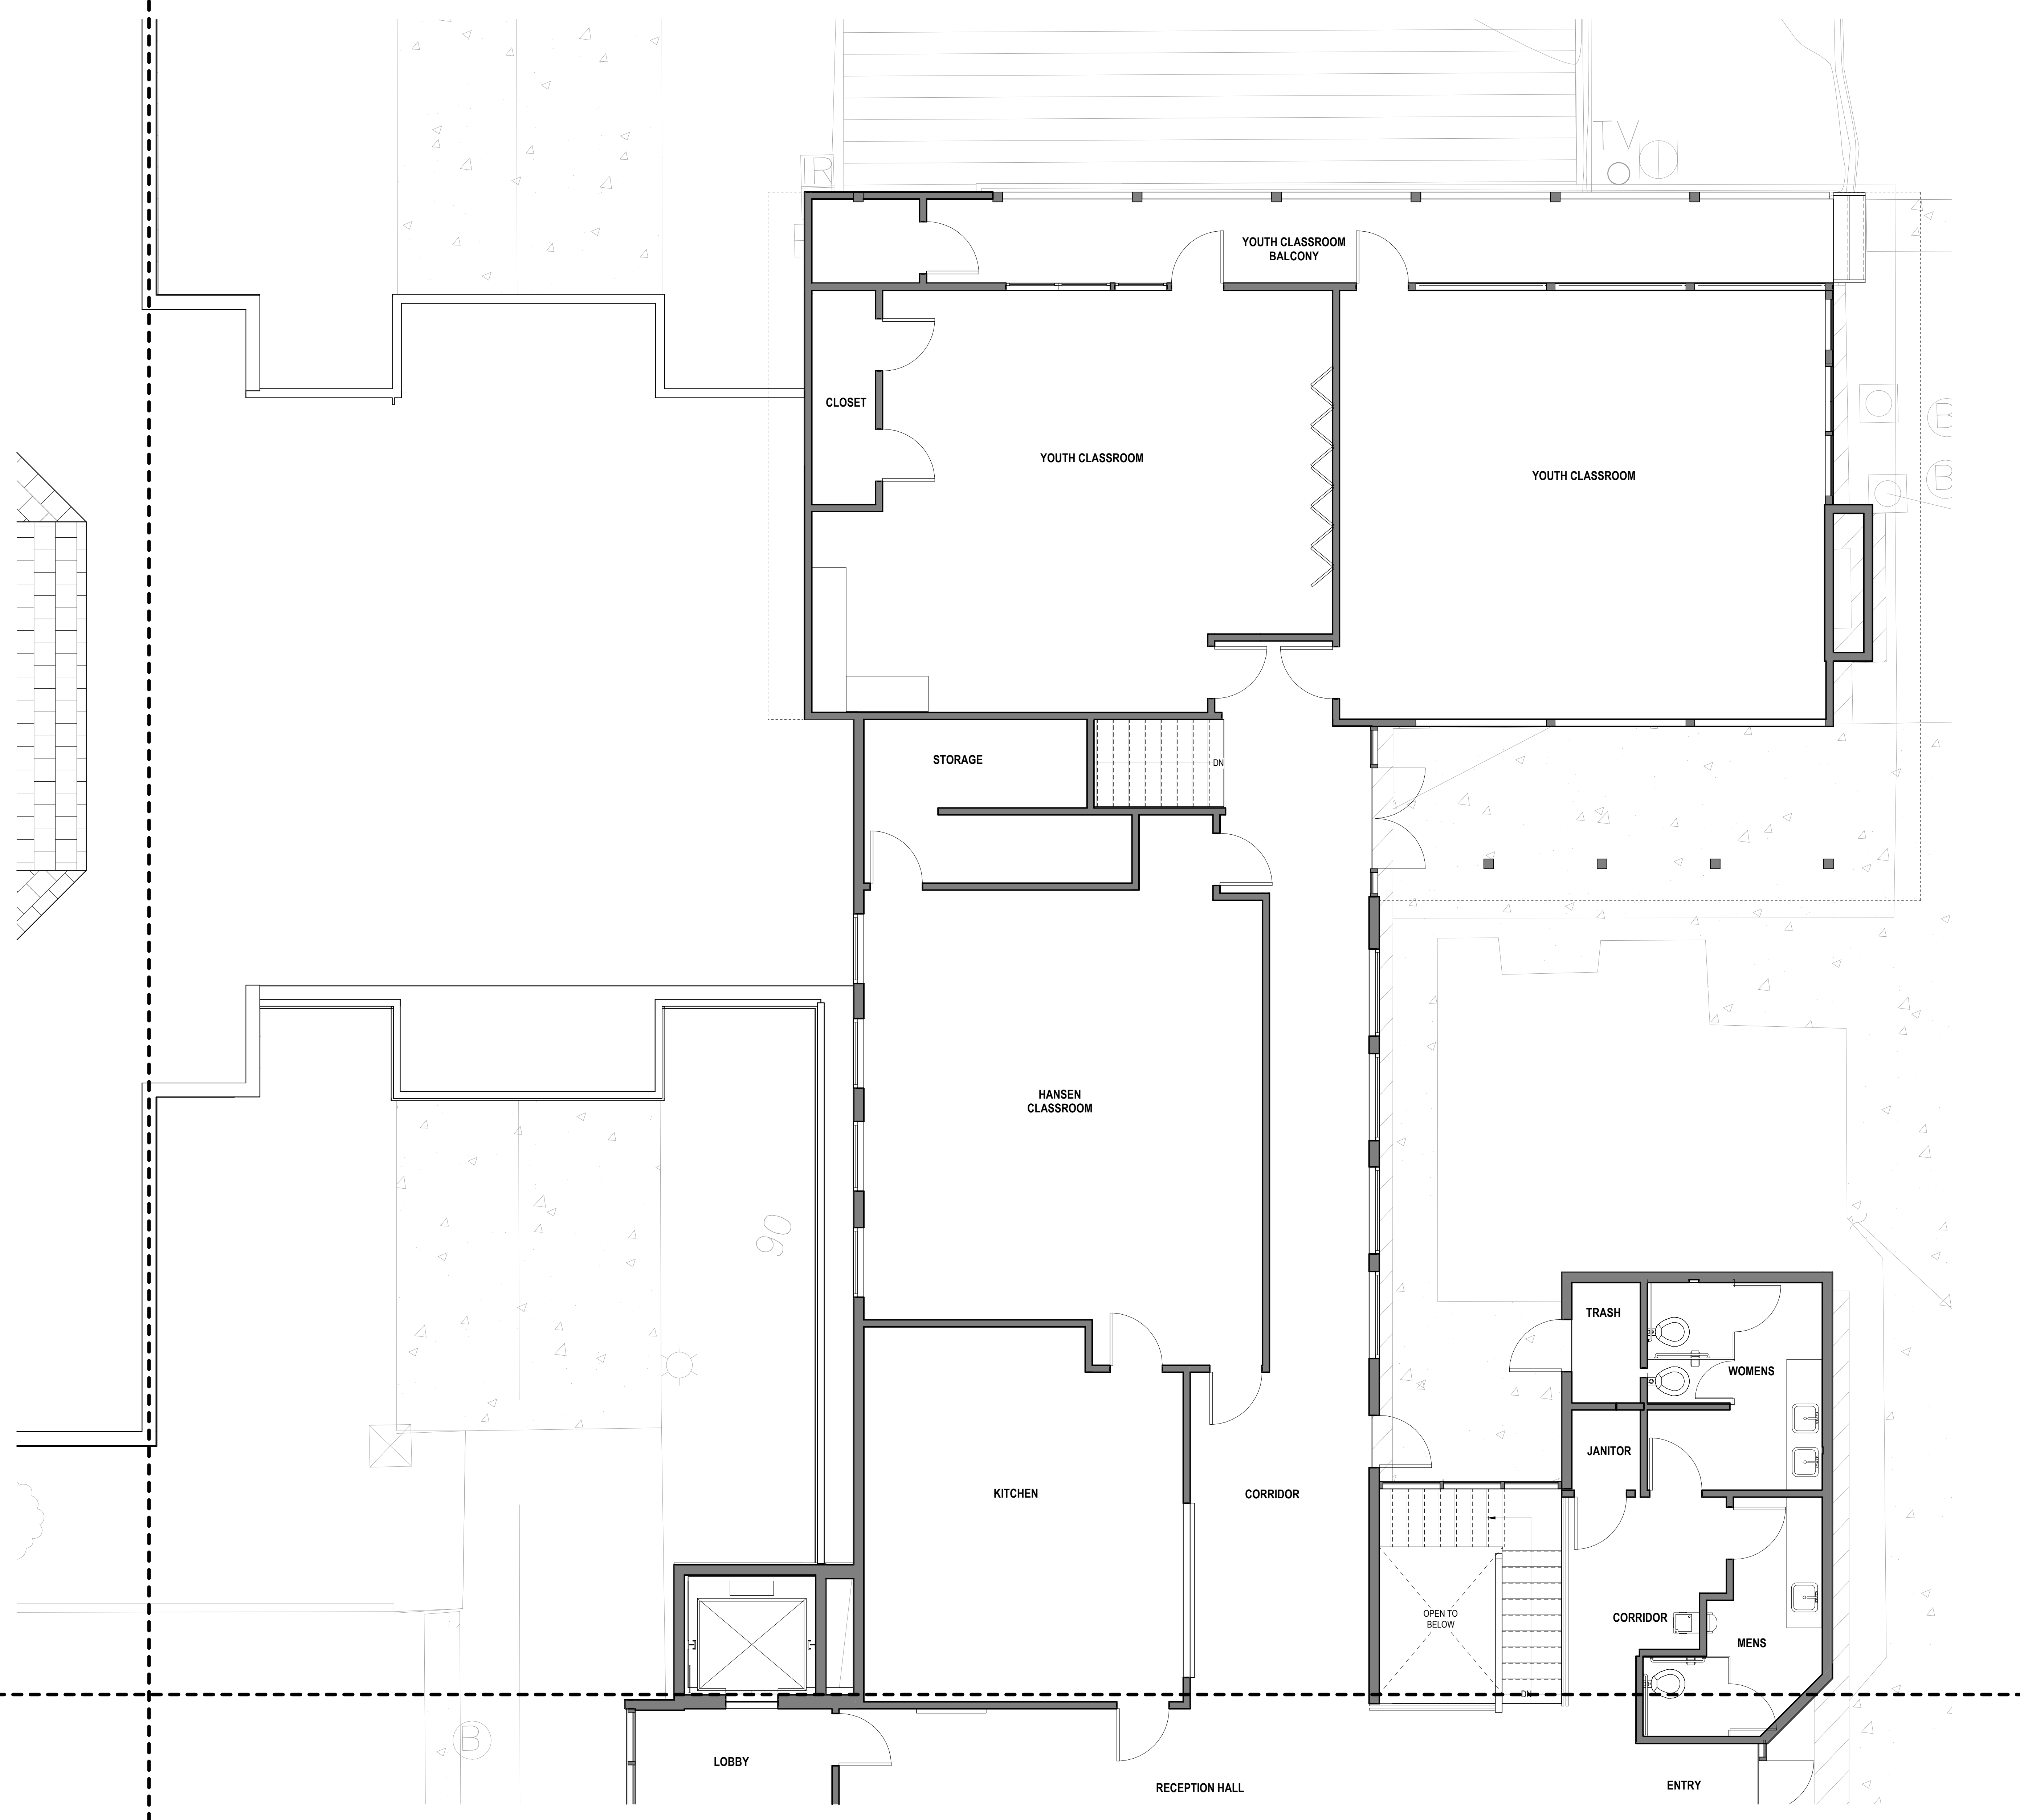 TV
IR
YOUTH CLASSROOM
BALCONY
CLOSET
B
YOUTH CLASSROOM
YOUTH CLASSROOM
B
STORAGE
DN
HANSEN
CLASSROOM
90
TRASH
WOMENS
JANITOR
KITCHEN
CORRIDOR
OPEN TO
BELOW
CORRIDOR
MENS
DN
B
LOBBY
RECEPTION HALL
ENTRY